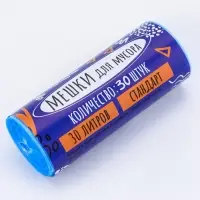 МЕШКИ ДЛЯ МУСОРА
КОЛИЧЕСТВО: 30 ШТУК
30 ЛИТРОВ СТАНДАРТ